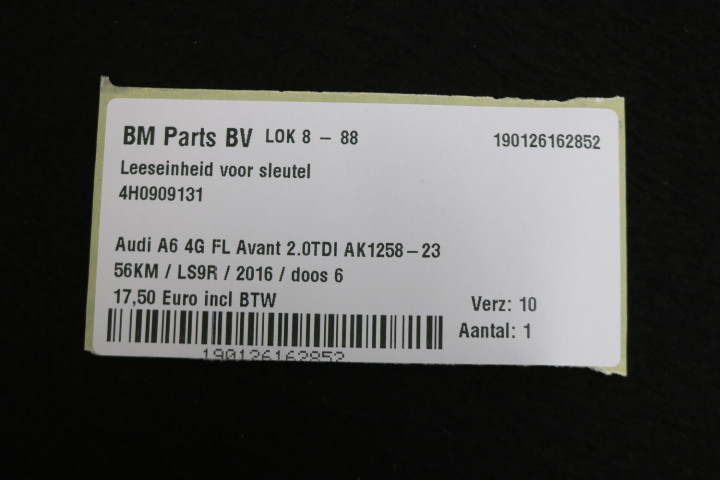 BM Parts BV LOK 8 - 88 190126162852
Leeseinheid voor sleutel
4H0909131
Audi A6 4G FL Avant 2.0TDI AK1258-23
56KM / LS9R / 2016 / doos 6
17,50 Euro incl BTW
Verz: 10
Aantal: 1
190126162852